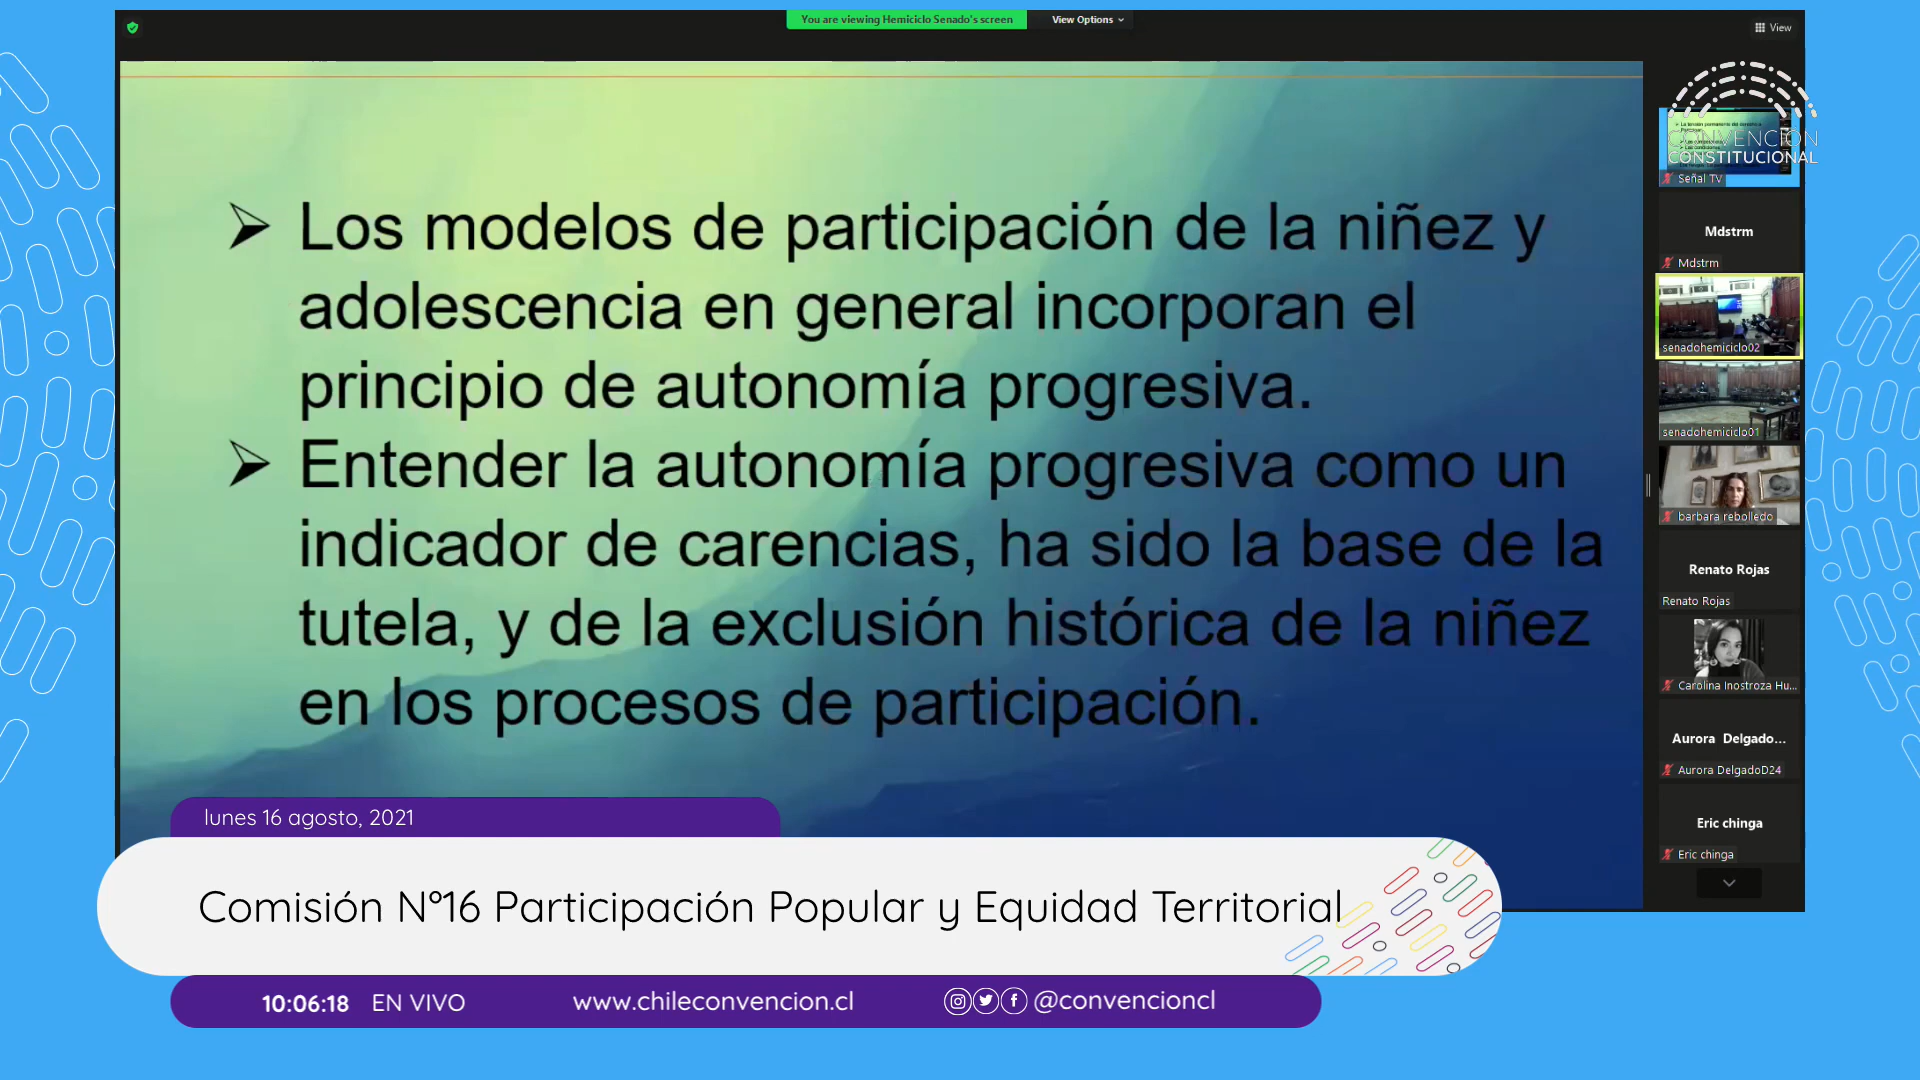 You are viewing Hemiciclo Senado's screen
View Options
View
CONVENCIÓN
CONSTITUCIONAL
Señal TV
➢ Los modelos de participación de la niñez y
adolescencia en general incorporan el
principio de autonomía progresiva.
➢ Entender la autonomía progresiva como un
indicador de carencias, ha sido la base de la
tutela, y de la exclusión histórica de la niñez
en los procesos de participación.
Mdstrm
Mdstrm
senadohemiciclo02
senadohemiciclo01
barbara rebolledo
Renato Rojas
Renato Rojas
Carolina Inostroza Hu...
Aurora Delgado...
Aurora DelgadoD24
Eric chinga
Eric chinga
lunes 16 agosto, 2021
Comisión N°16 Participación Popular y Equidad Territorial
10:06:18 EN VIVO www.chileconvencion.cl @convencioncl